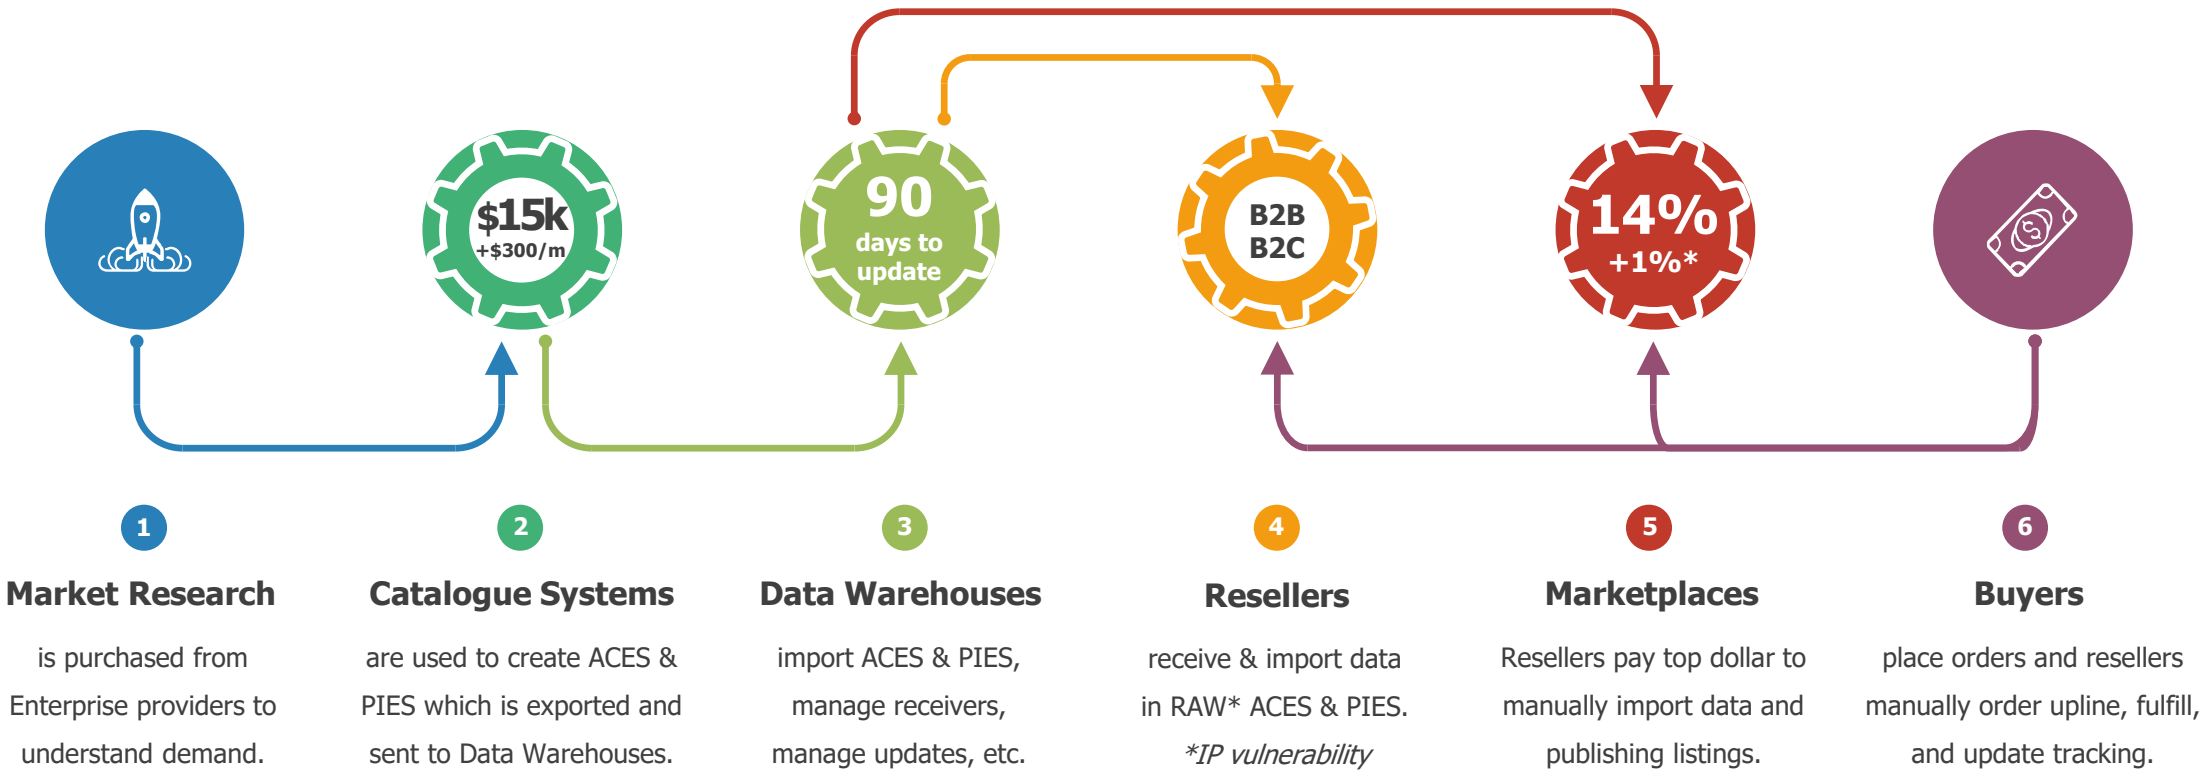 $15k
+$300/m
90
days to
update
B2B
B2C
14%
+1%*
1
Market Research
is purchased from
Enterprise providers to
understand demand.
2
Catalogue Systems
are used to create ACES &
PIES which is exported and
sent to Data Warehouses.
3
Data Warehouses
import ACES & PIES,
manage receivers,
manage updates, etc.
4
Resellers
receive & import data
in RAW* ACES & PIES.
*IP vulnerability
5
Marketplaces
Resellers pay top dollar to
manually import data and
publishing listings.
6
Buyers
place orders and resellers
manually order upline, fulfill,
and update tracking.